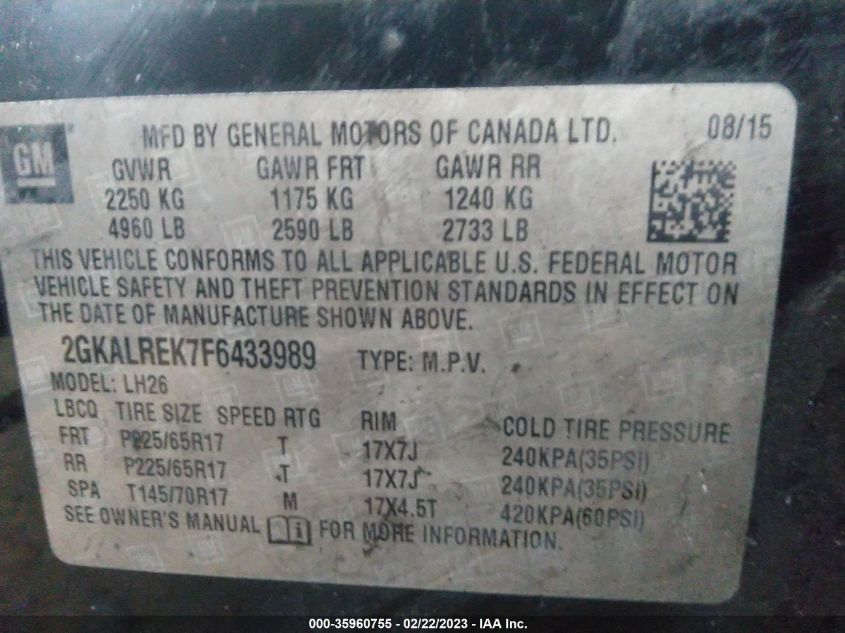 GM
MFD BY GENERAL MOTORS OF CANADA LTD. 08/15
GVWR GAWR FRT GAWR RR
2250 KG 1175 KG 1240 KG
4960 LB 2590 LB 2733 LB
THIS VEHICLE CONFORMS TO ALL APPLICABLE U.S. FEDERAL MOTOR
VEHICLE SAFETY AND THEFT PREVENTION STANDARDS IN EFFECT ON
THE DATE OF MANUFACTURE SHOWN ABOVE.
2GKALREK7F6433989 TYPE: M.P.V.
MODEL: LH26
LBCQ TIRE SIZE SPEED RTG RIM COLD TIRE PRESSURE
FRT P225/65R17 T 17X7J 240KPA(35PSI)
RR P225/65R17 T 17X7J 240KPA(35PSI)
SPA T145/70R17 M 17X4.5T 420KPA(60PSI)
SEE OWNER'S MANUAL FOR MORE INFORMATION.
000-35960755 - 02/22/2023 - IAA Inc.